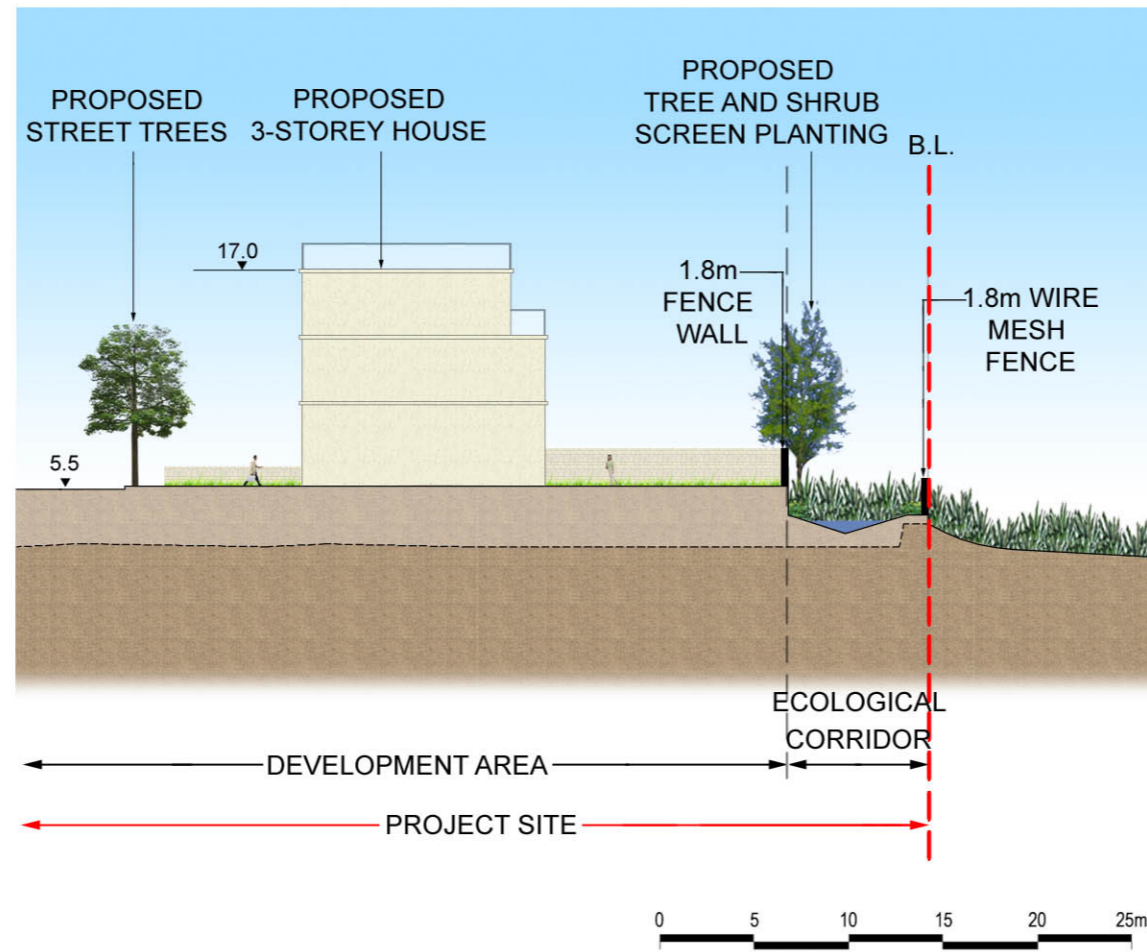 PROPOSED
STREET TREES
PROPOSED
3-STOREY HOUSE
PROPOSED
TREE AND SHRUB
SCREEN PLANTING
B.L.
17.0
1.8m
FENCE
WALL
1.8m WIRE
MESH
FENCE
5.5
ECOLOGICAL
CORRIDOR
DEVELOPMENT AREA
PROJECT SITE
0 5 10 15 20 25m